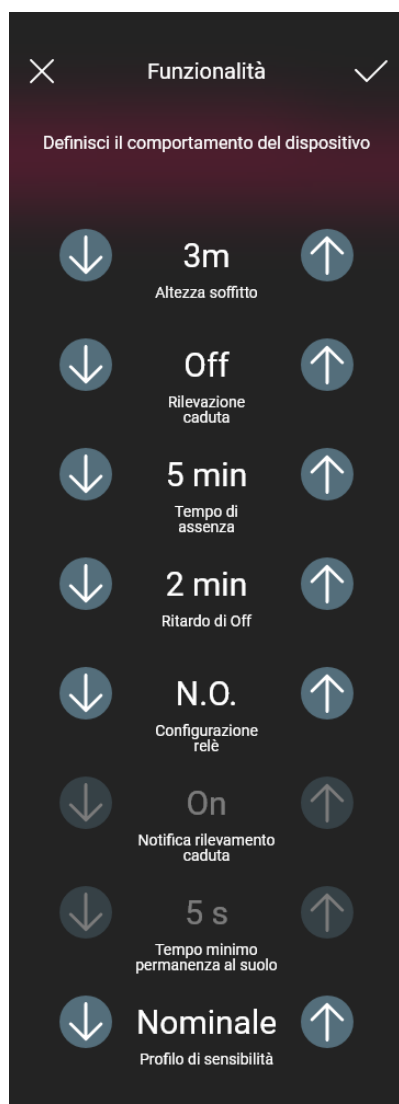 Funzionalità
Definisci il comportamento del dispositivo
3m
Altezza soffitto
Off
Rilevazione
caduta
5 min
Tempo di
assenza
2 min
Ritardo di Off
N.O.
Configurazione
relè
On
Notifica rilevamento
caduta
5 s
Tempo minimo
permanenza al suolo
Nominale
Profilo di sensibilità